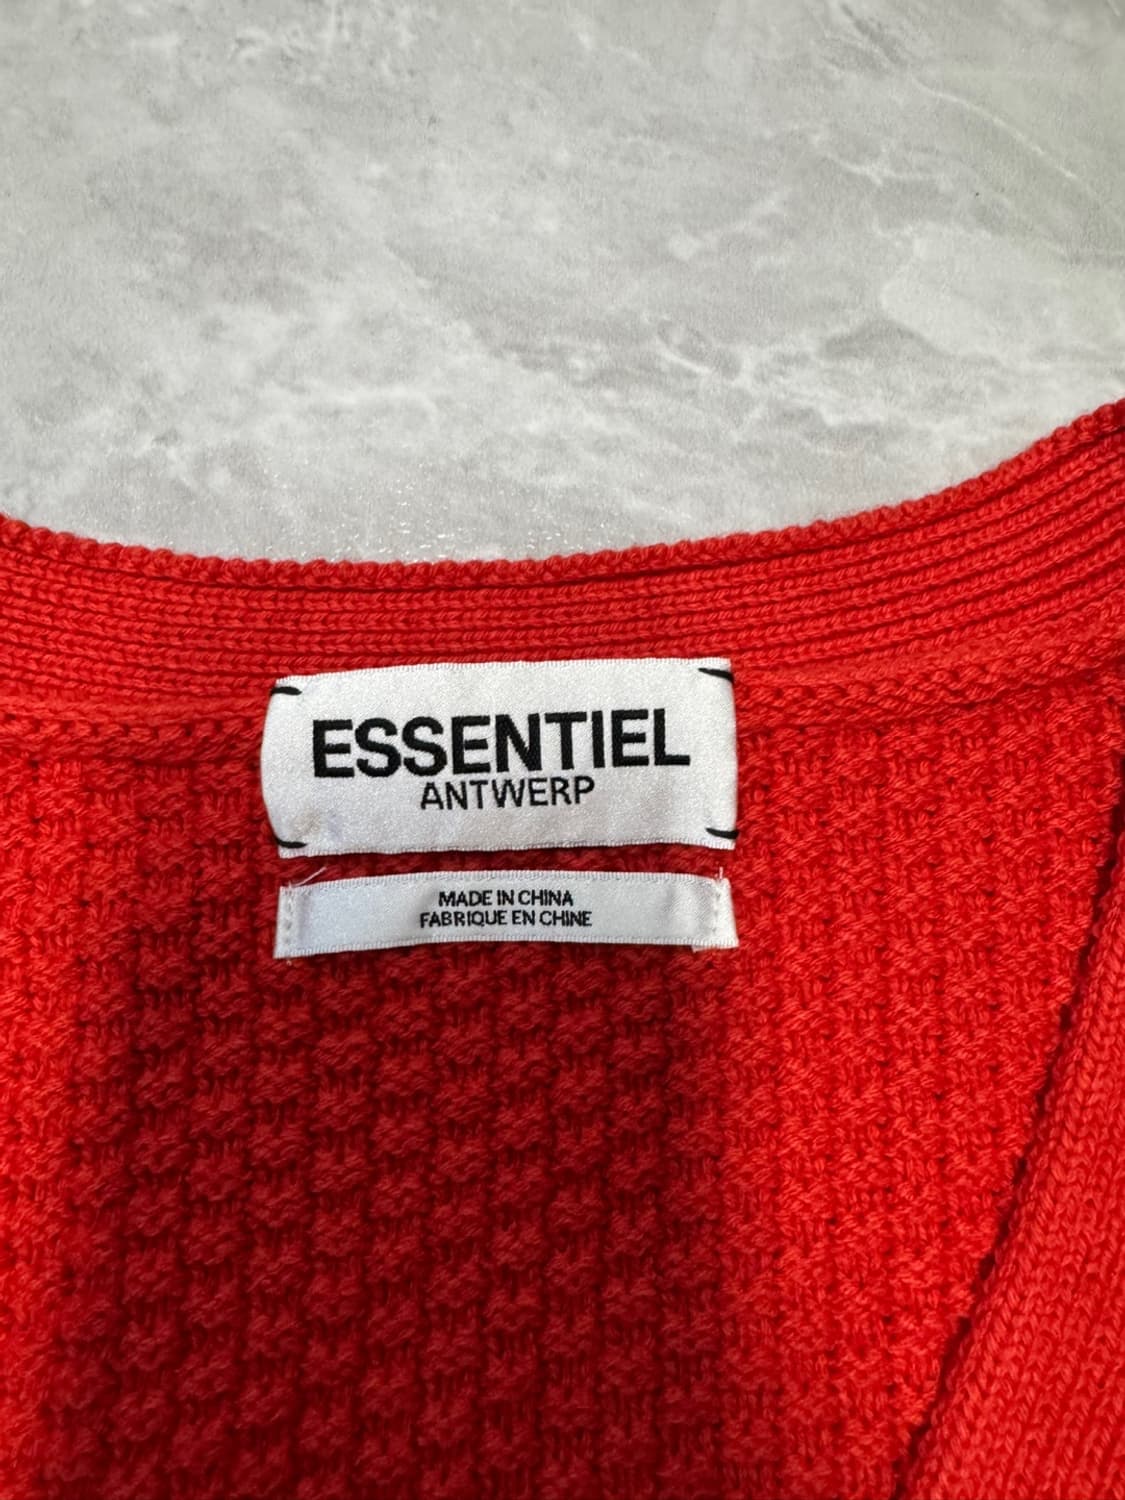 ESSENTIEL
ANTWERP
MADE IN CHINA
FABRIQUE EN CHINE